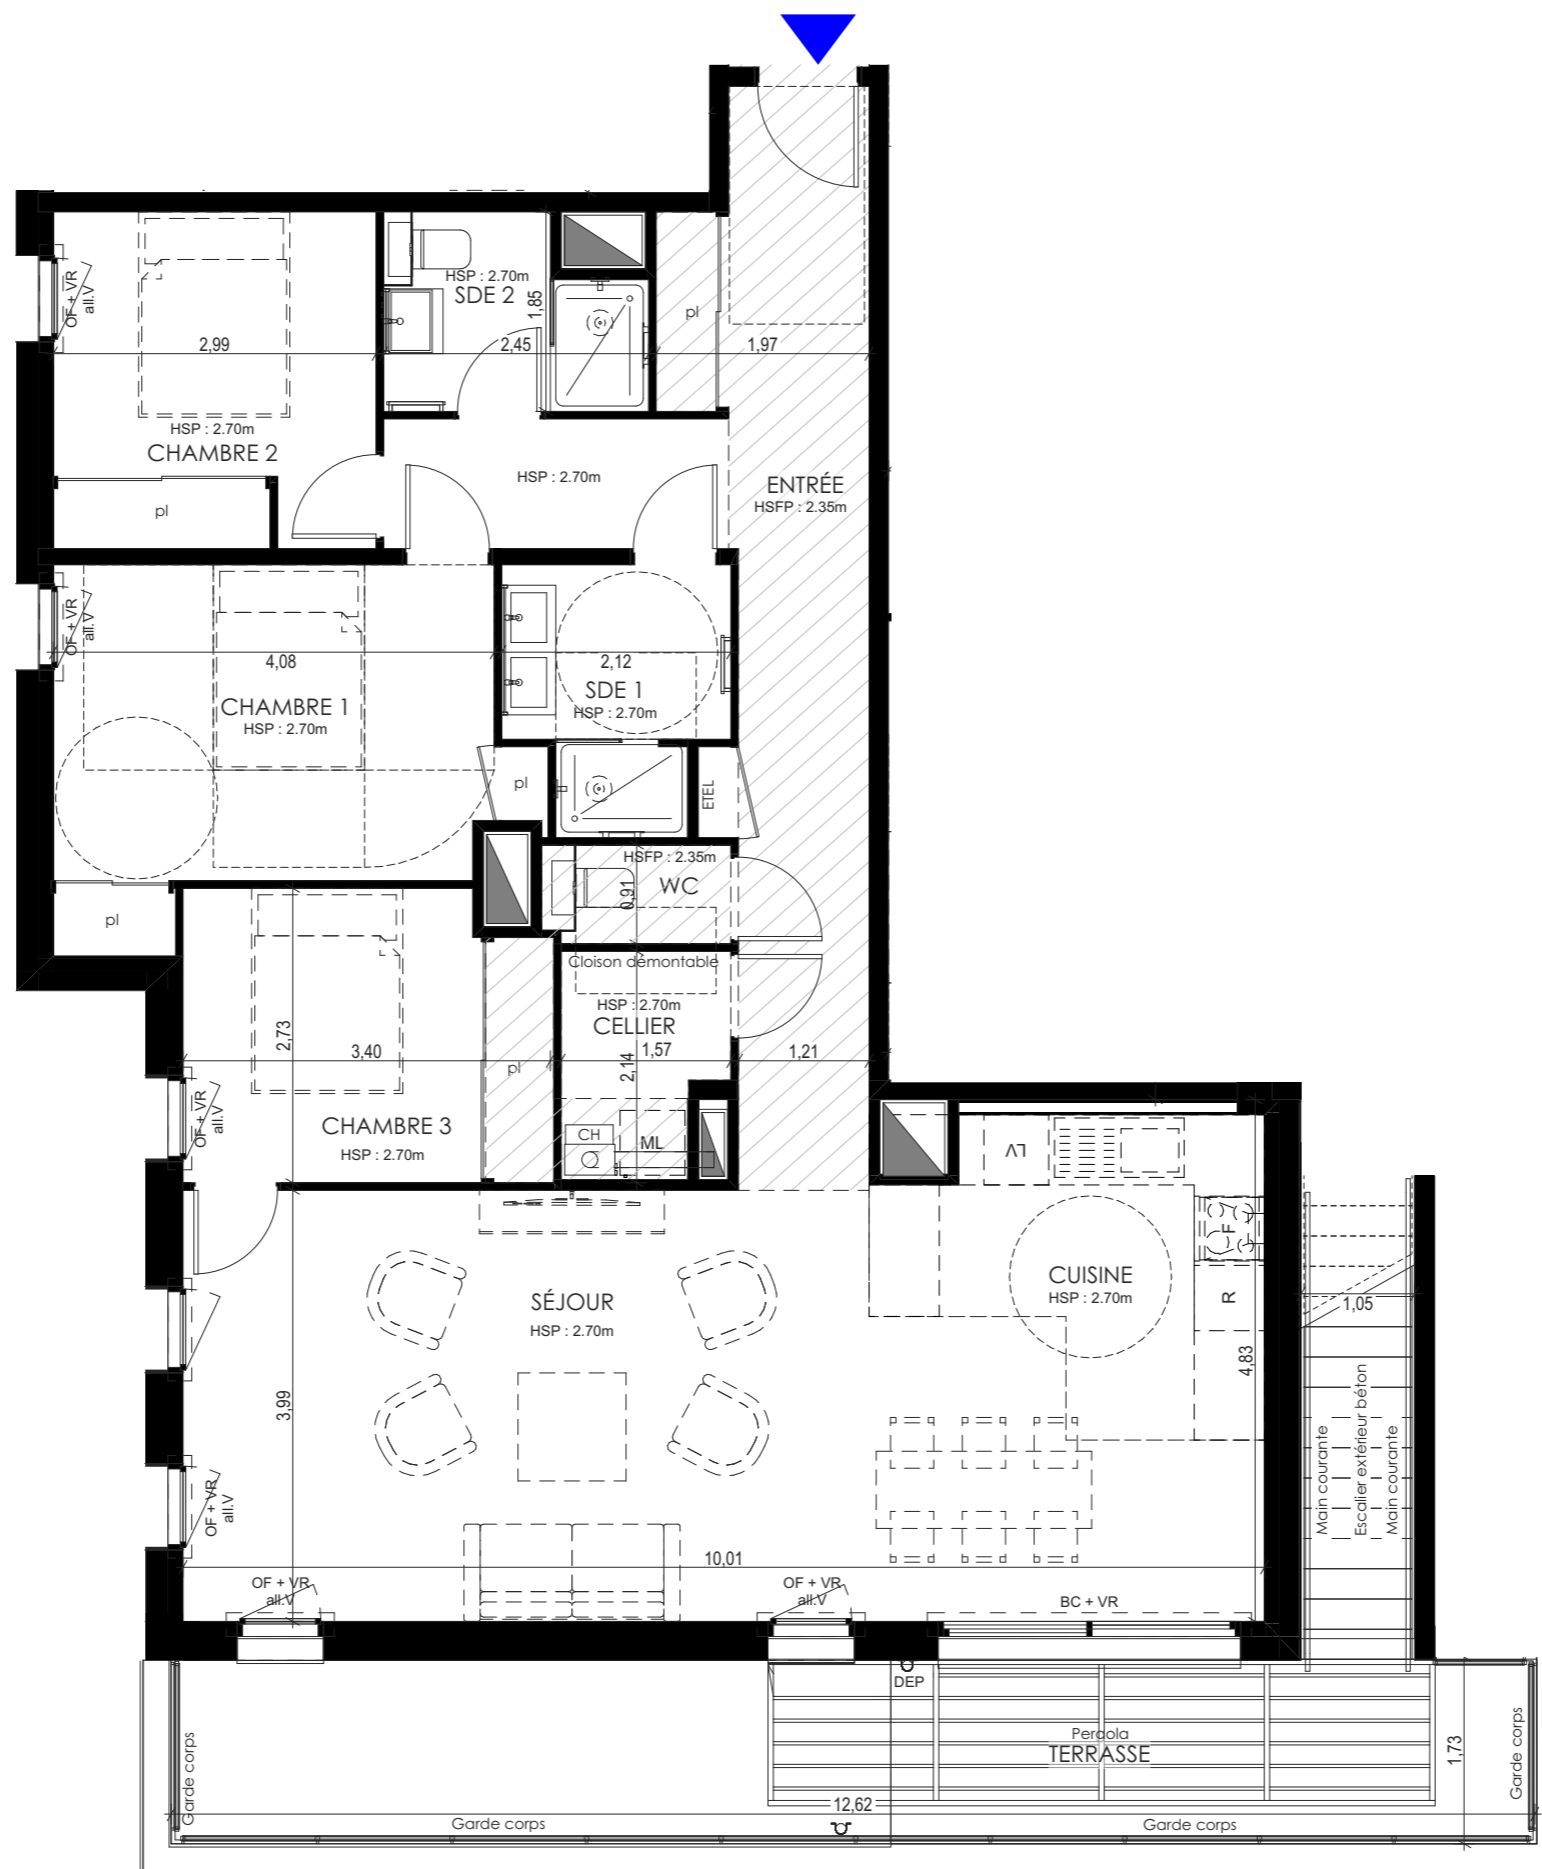 OF + VR
all.V
2,99
HSP : 2.70m
CHAMBRE 2
pl
HSP : 2.70m
SDE 2
1,85
2,45
pl
1,97
HSP : 2.70m
ENTRÉE
HSFP : 2.35m
OF + VR
all.V
4,08
CHAMBRE 1
HSP : 2.70m
2,12
SDE 1
HSP : 2.70m
pl
ETEL
pl
HSFP : 2.35m
WC
0,91
Cloison démontable
HSP : 2.70m
CELLIER
1,57
2,14
1,21
CH
ML
2,73
3,40
pl
OF + VR
all.V
CHAMBRE 3
HSP : 2.70m
LV
F
R
CUISINE
HSP : 2.70m
4,83
SÉJOUR
HSP : 2.70m
3,99
OF + VR
all.V
10,01
OF + VR
all.V
OF + VR
all.V
BC + VR
1,05
Main courante
Escalier extérieur béton
Main courante
DEP
Pergola
TERRASSE
1,73
12,62
Garde corps
Garde corps
Garde corps
Garde corps